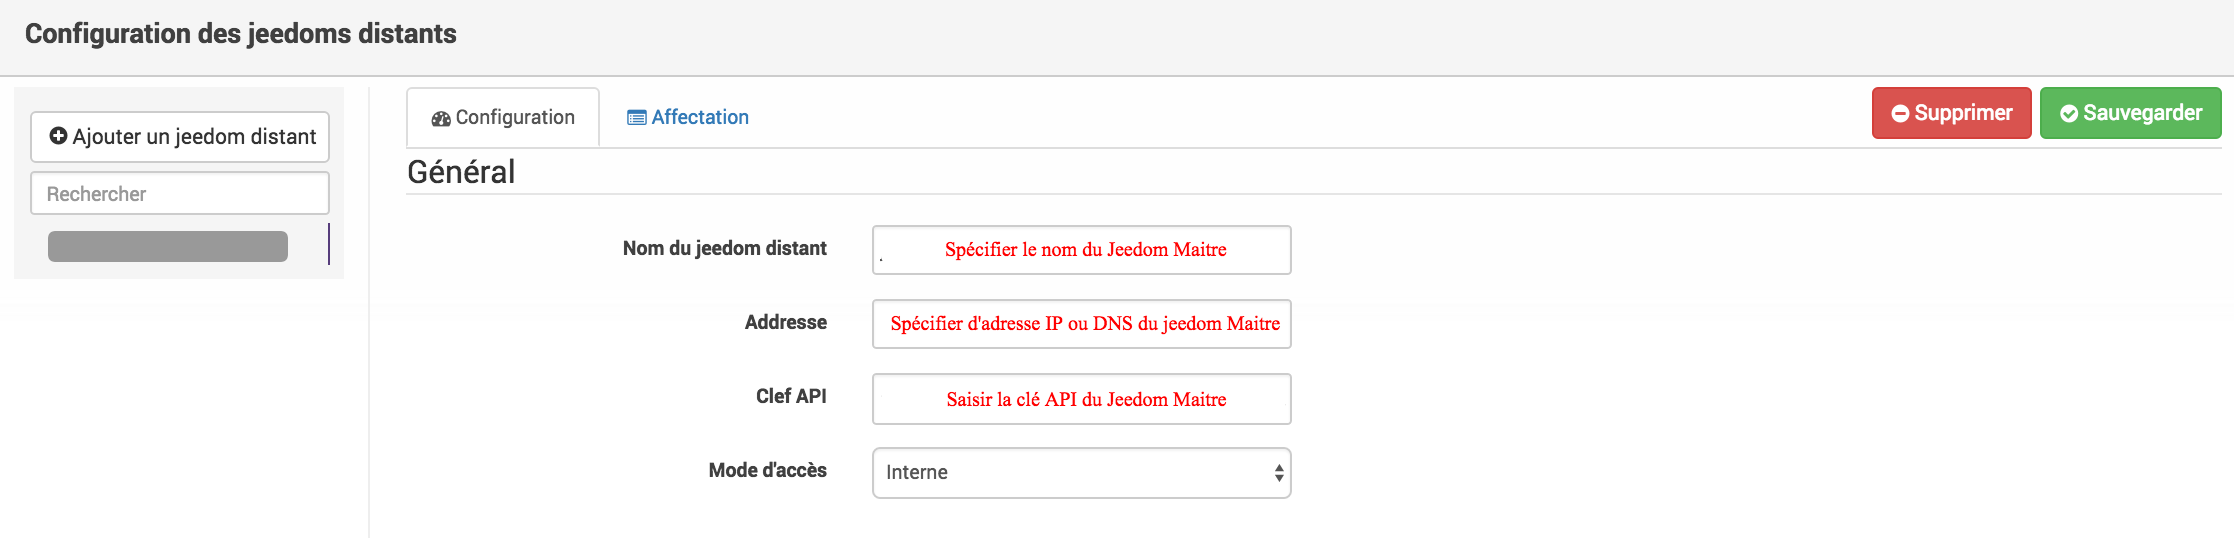 Configuration des jeedoms distants
Ajouter un jeedom distant
Rechercher
Configuration
Affectation
Supprimer
Sauvegarder
Général
Nom du jeedom distant
. Spécifier le nom du Jeedom Maitre
Addresse
Spécifier d'adresse IP ou DNS du jeedom Maitre
Clef API
Saisir la clé API du Jeedom Maitre
Mode d'accès
Interne